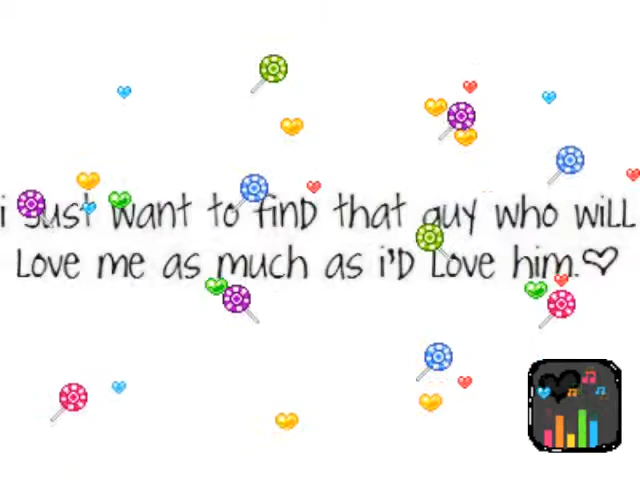 i just want to finD that guy who wiLL
Love me as much as i'D Love him.♡